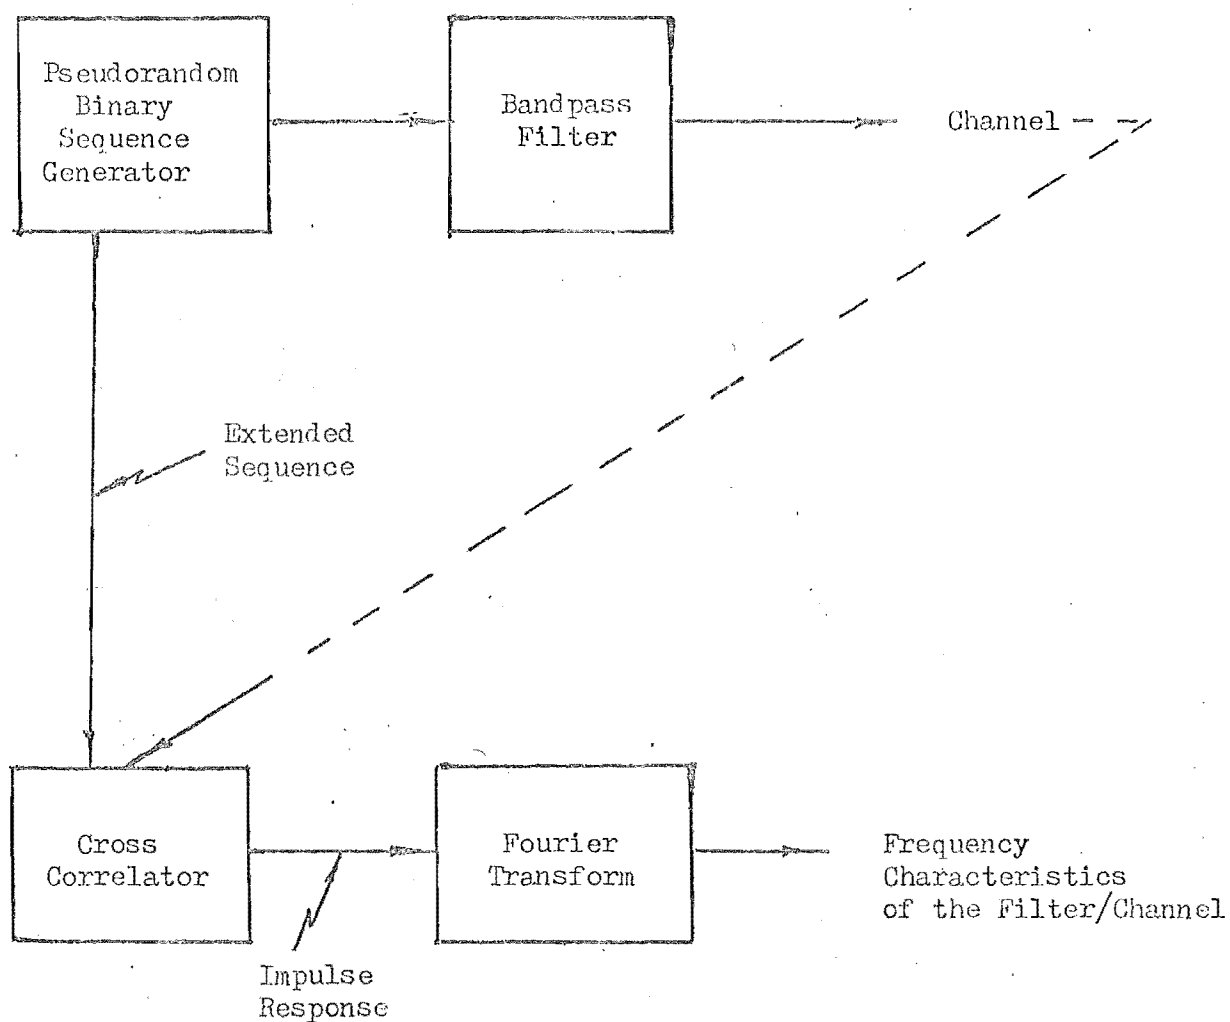 Pseudorandom
Binary
Sequence
Generator
Bandpass
Filter
Channel
Extended
Sequence
Cross
Correlator
Impulse
Response
Fourier
Transform
Frequency
Characteristics
of the Filter/Channel